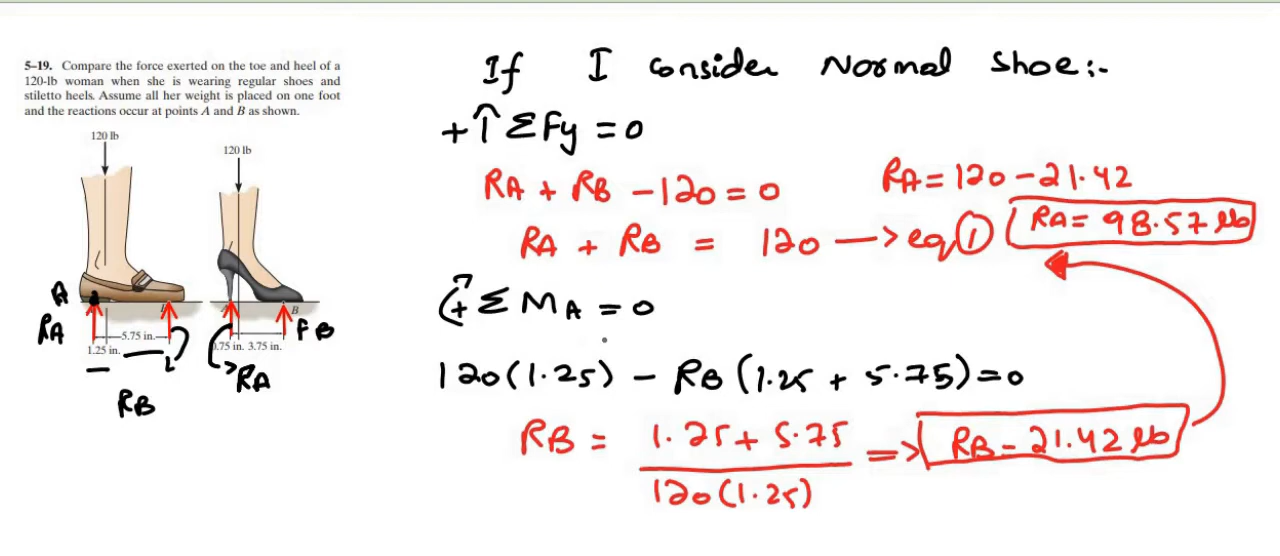 5–19. Compare the force exerted on the toe and heel of a
120-lb woman when she is wearing regular shoes and
stiletto heels. Assume all her weight is placed on one foot
and the reactions occur at points A and B as shown.
120 lb
120 lb
A
RA
5.75 in.
1.25 in.
RB
B
FB
0.75 in. 3.75 in.
RA
If I consider Normal shoe:-
+↑ΣFy = 0
RA + RB - 120 = 0
RA + RB = 120 —> eq ①
RA = 120 - 21.42
RA = 98.57 lb
+ΣMA = 0
120(1.25) - RB(1.25 + 5.75) = 0
RB = 1.25 + 5.75
120(1.25)
=> RB = 21.42 lb